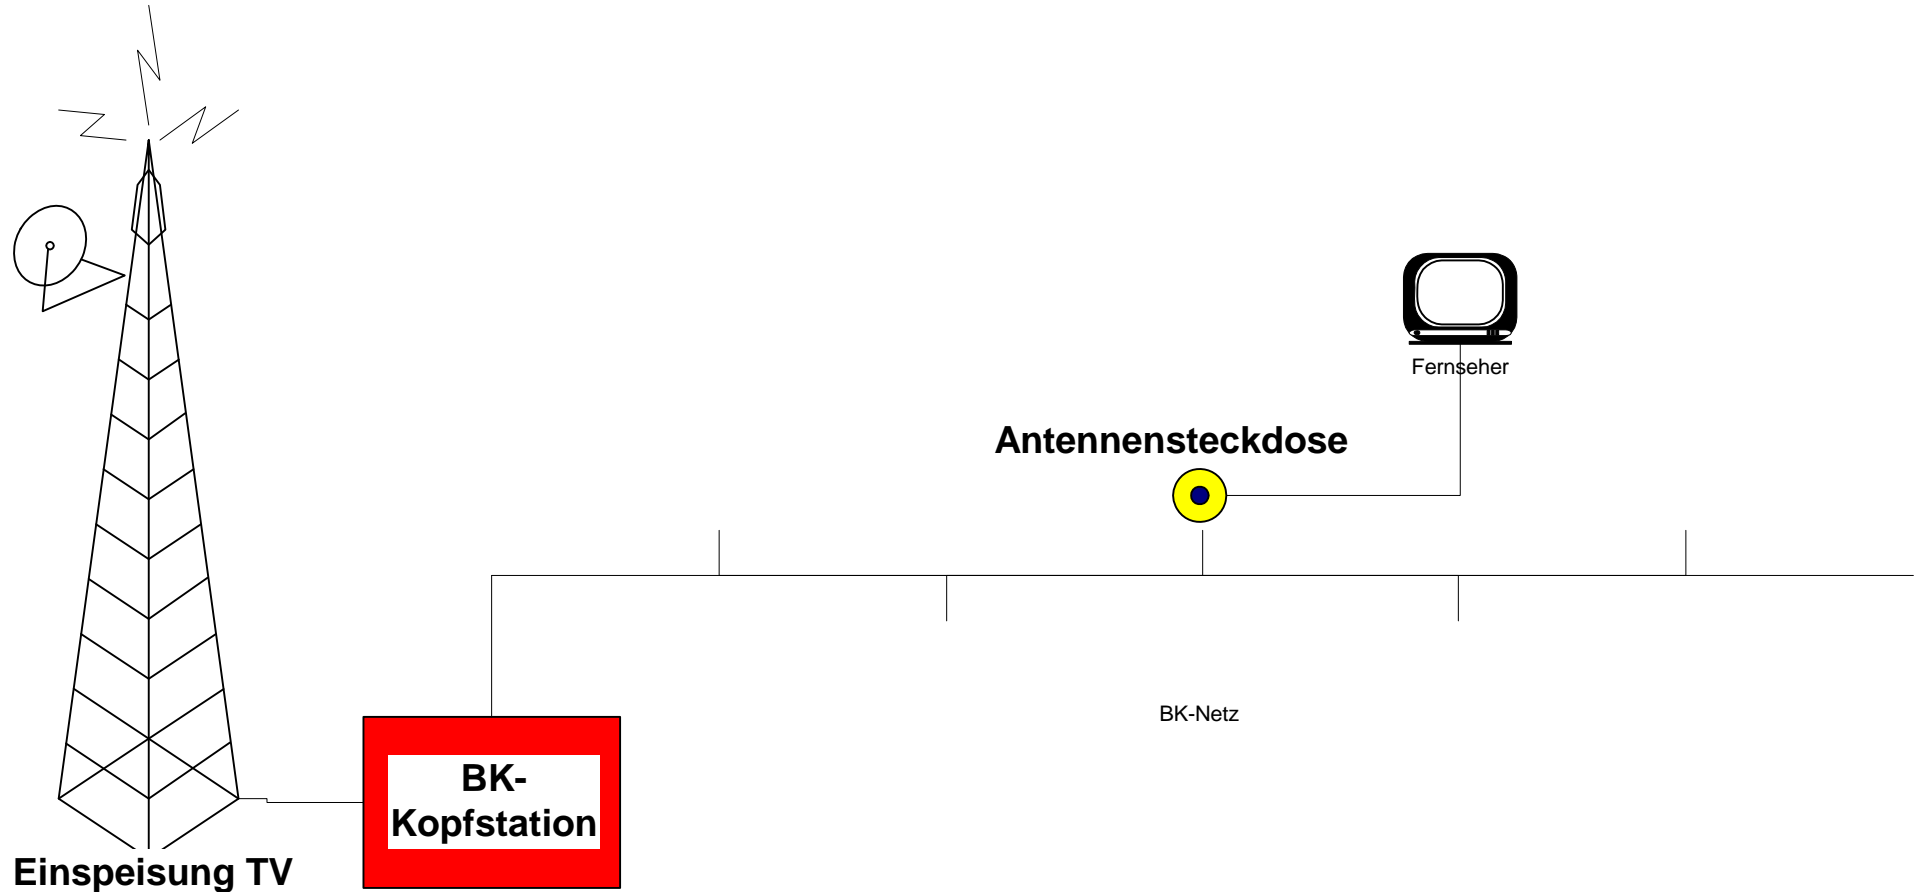 Fernseher
Antennensteckdose
BK-Netz
BK-
Kopfstation
Einspeisung TV